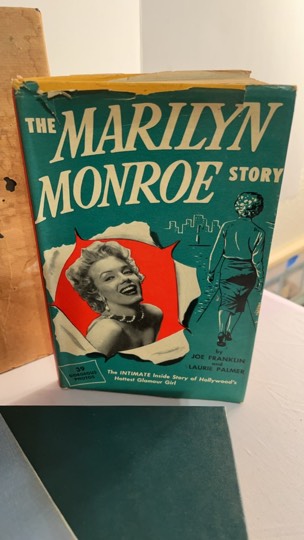 THE MARILYN
MONROE STORY
by
JOE FRANKLIN
and
LAURIE PALMER
The INTIMATE Inside Story of Hollywood's
Hottest Glamour Girl